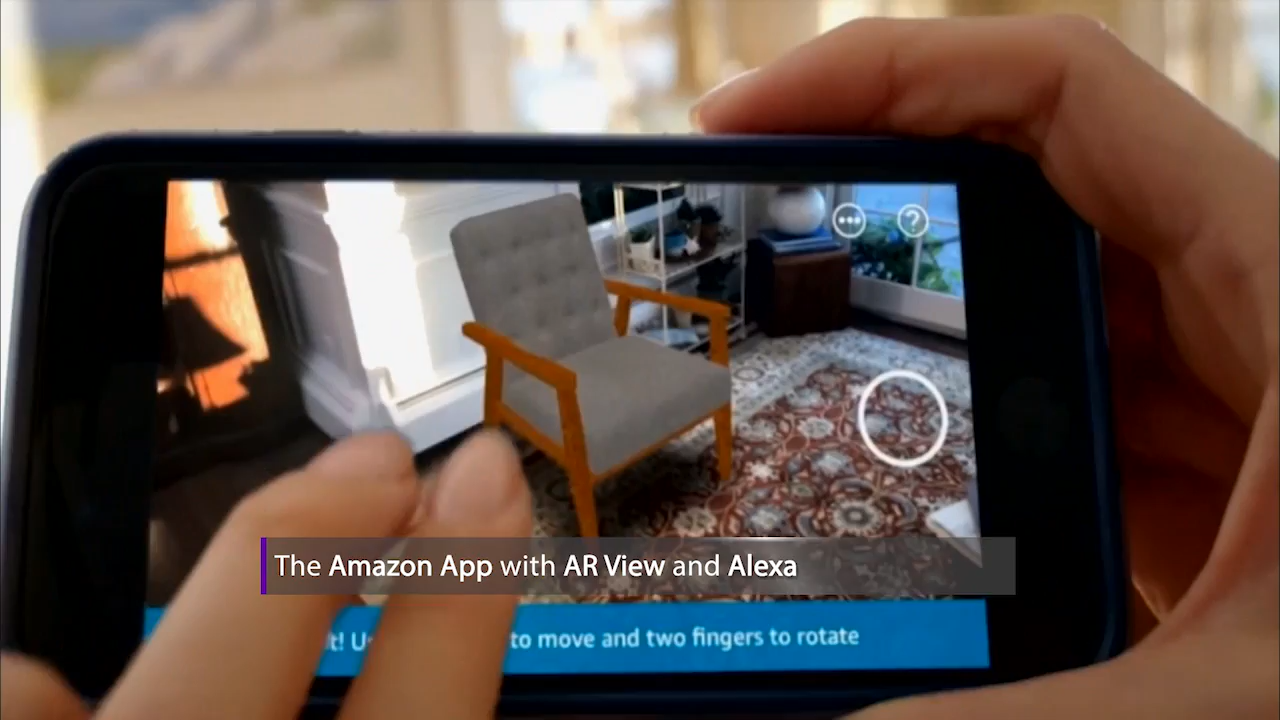 ?
The Amazon App with AR View and Alexa
to move and two fingers to rotate